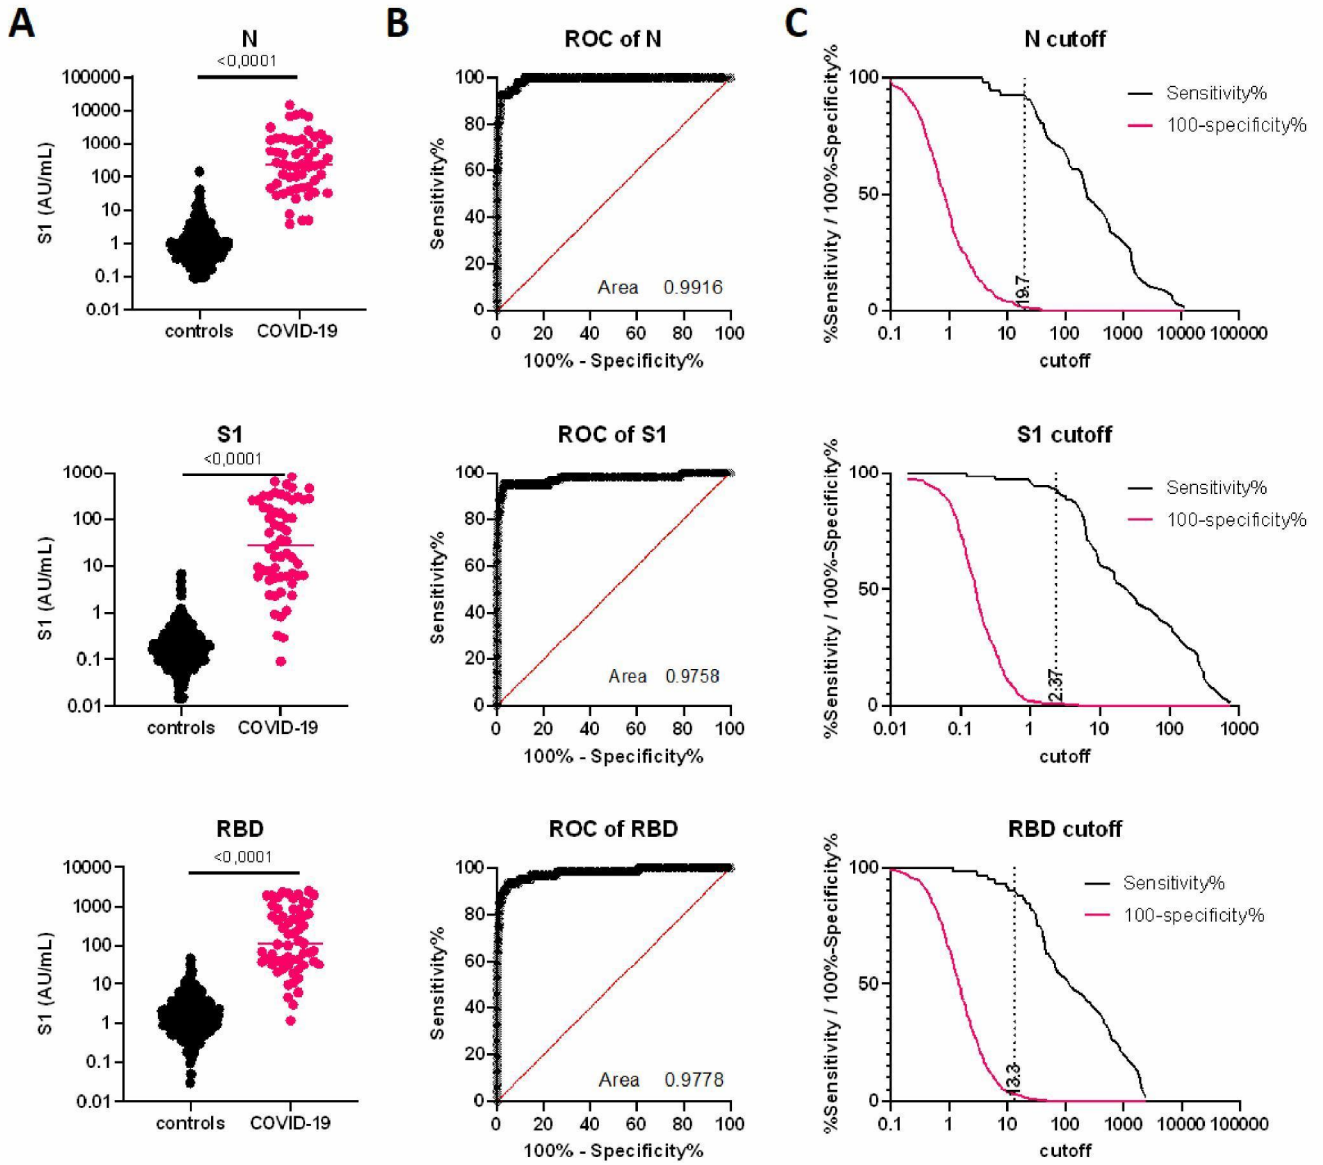 A
B
C
N
<0,0001
100000
10000
1000
100
10
1
0.1
0.01
S1 (AU/mL)
controls COVID-19
ROC of N
100
80
60
40
20
0
Sensitivity%
Area 0.9916
0 20 40 60 80 100
100% - Specificity%
N cutoff
100
50
0
%Sensitivity / 100%-Specificity%
Sensitivity%
100-specificity%
19.7
0.1 1 10 100 1000 10000 100000
cutoff
S1
<0,0001
1000
100
10
1
0.1
0.01
S1 (AU/mL)
controls COVID-19
ROC of S1
100
80
60
40
20
0
Sensitivity%
Area 0.9758
0 20 40 60 80 100
100% - Specificity%
S1 cutoff
100
50
0
%Sensitivity / 100%-Specificity%
Sensitivity%
100-specificity%
2.37
0.01 0.1 1 10 100 1000
cutoff
RBD
<0,0001
10000
1000
100
10
1
0.1
0.01
S1 (AU/mL)
controls COVID-19
ROC of RBD
100
80
60
40
20
0
Sensitivity%
Area 0.9778
0 20 40 60 80 100
100% - Specificity%
RBD cutoff
100
50
0
%Sensitivity / 100%-Specificity%
Sensitivity%
100-specificity%
13.3
0.1 1 10 100 1000 10000 100000
cutoff